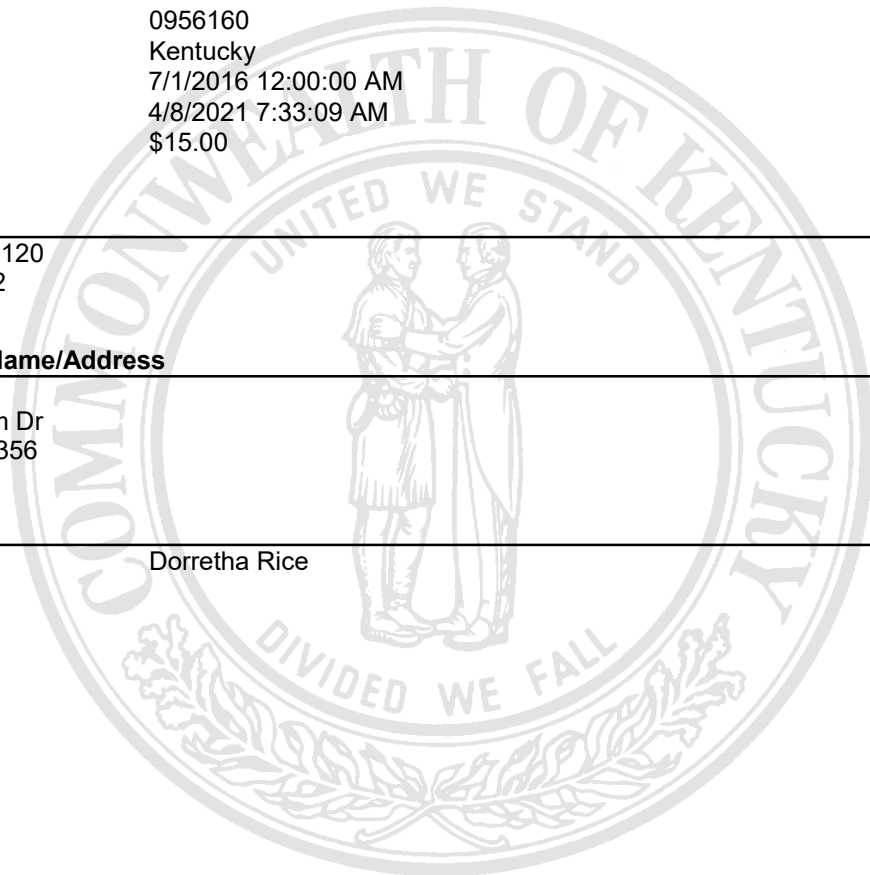 0956160
Kentucky
7/1/2016 12:00:00 AM
4/8/2021 7:33:09 AM
$15.00
120
2
Name/Address
Dr
356
Dorretha Rice
COMMONWEALTH OF KENTUCKY
UNITED WE STAND
DIVIDED WE FALL